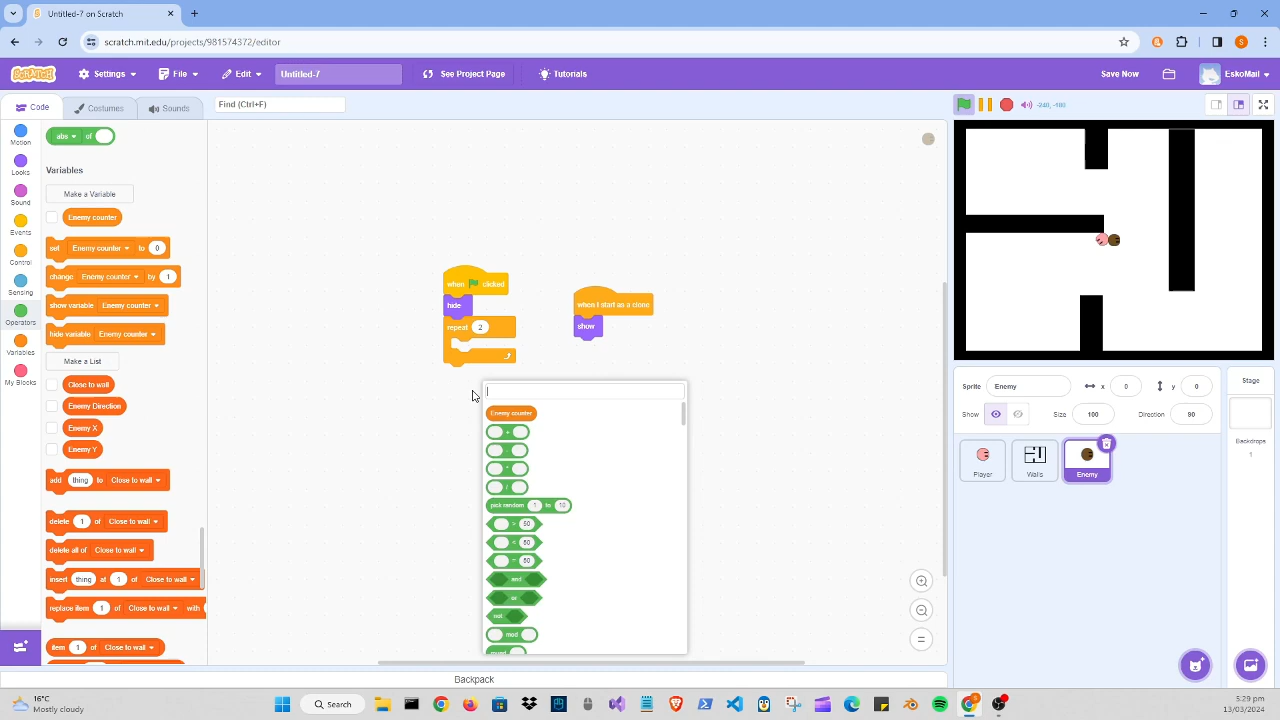 Untitled-7 on Scratch
scratch.mit.edu/projects/981574372/editor
S
SCRATCH
Settings
File
Edit
Untitled-7
See Project Page
Tutorials
Save Now
EskoMail
Code
Costumes
Sounds
Find (Ctrl+F)
-240, -180
Motion
Looks
Sound
Events
Control
Sensing
Operators
Variables
My Blocks
abs of
Variables
Make a Variable
Enemy counter
set Enemy counter to 0
change Enemy counter by 1
show variable Enemy counter
hide variable Enemy counter
Make a List
Close to wall
Enemy Direction
Enemy X
Enemy Y
add thing to Close to wall
delete 1 of Close to wall
delete all of Close to wall
insert thing at 1 of Close to wall
replace item 1 of Close to wall with
item 1 of Close to wall
when clicked
hide
repeat 2
when I start as a clone
show
Enemy counter
+
-
*
/
pick random 1 to 10
> 50
< 50
= 50
and
or
not
mod
round
Sprite Enemy x 0 y 0
Show Size 100 Direction 90
Player
Walls
Enemy
Stage
Backdrops
1
Backpack
16°C
Mostly cloudy
Search
5:29 pm
13/03/2024